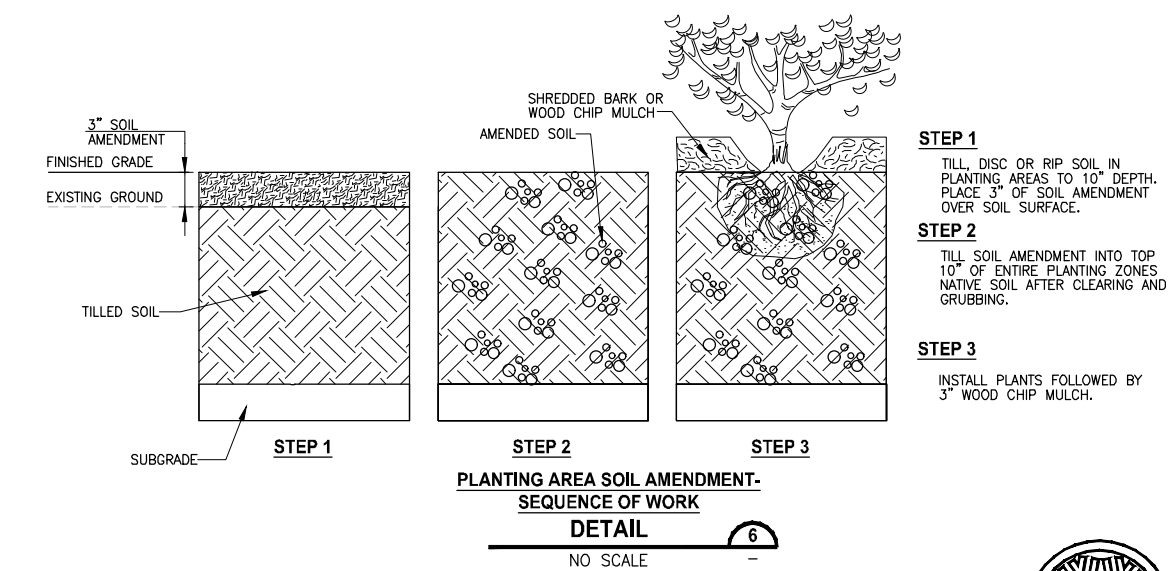 3" SOIL
AMENDMENT
FINISHED GRADE
EXISTING GROUND
TILLED SOIL
SUBGRADE
STEP 1
AMENDED SOIL
STEP 2
SHREDDED BARK OR
WOOD CHIP MULCH
STEP 3
STEP 1
TILL, DISC OR RIP SOIL IN
PLANTING AREAS TO 10" DEPTH.
PLACE 3" OF SOIL AMENDMENT
OVER SOIL SURFACE.
STEP 2
TILL SOIL AMENDMENT INTO TOP
10" OF ENTIRE PLANTING ZONES
NATIVE SOIL AFTER CLEARING AND
GRUBBING.
STEP 3
INSTALL PLANTS FOLLOWED BY
3" WOOD CHIP MULCH.
PLANTING AREA SOIL AMENDMENT-
SEQUENCE OF WORK
DETAIL 6
NO SCALE –